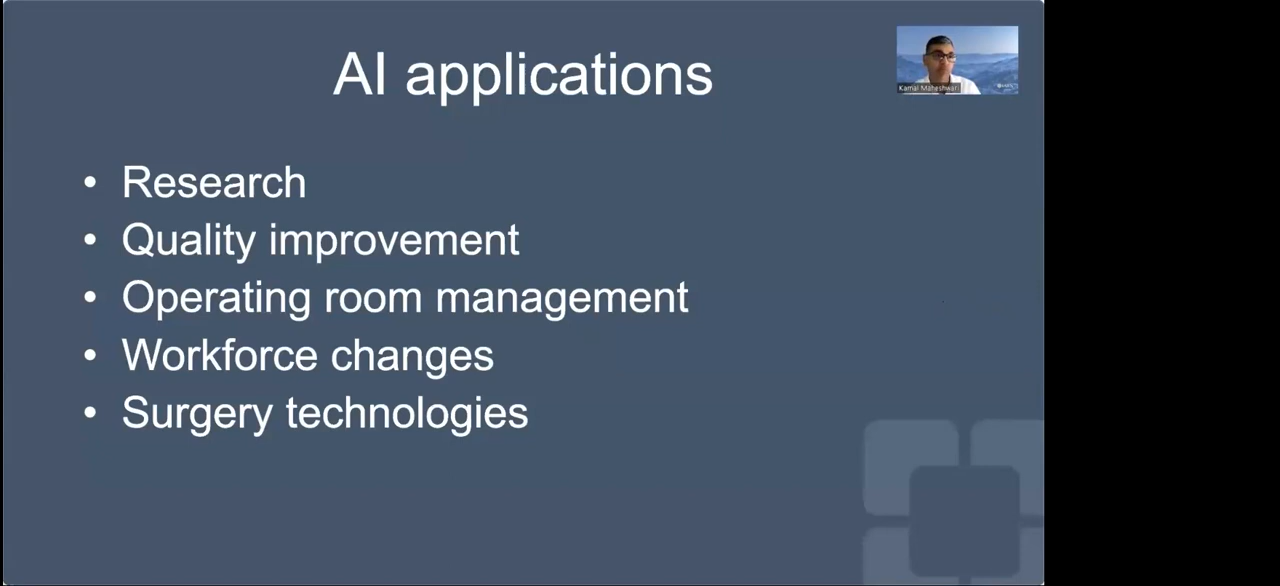 AI applications
Kamal Maheshwari
• Research
• Quality improvement
• Operating room management
• Workforce changes
• Surgery technologies